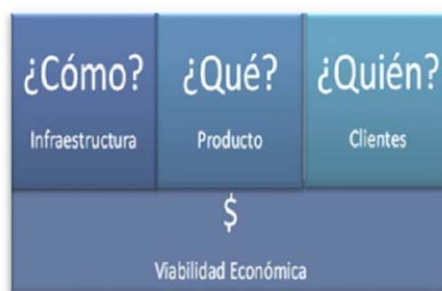 ¿Cómo?
Infraestructura
¿Qué?
Producto
¿Quién?
Clientes
$
Viabilidad Económica